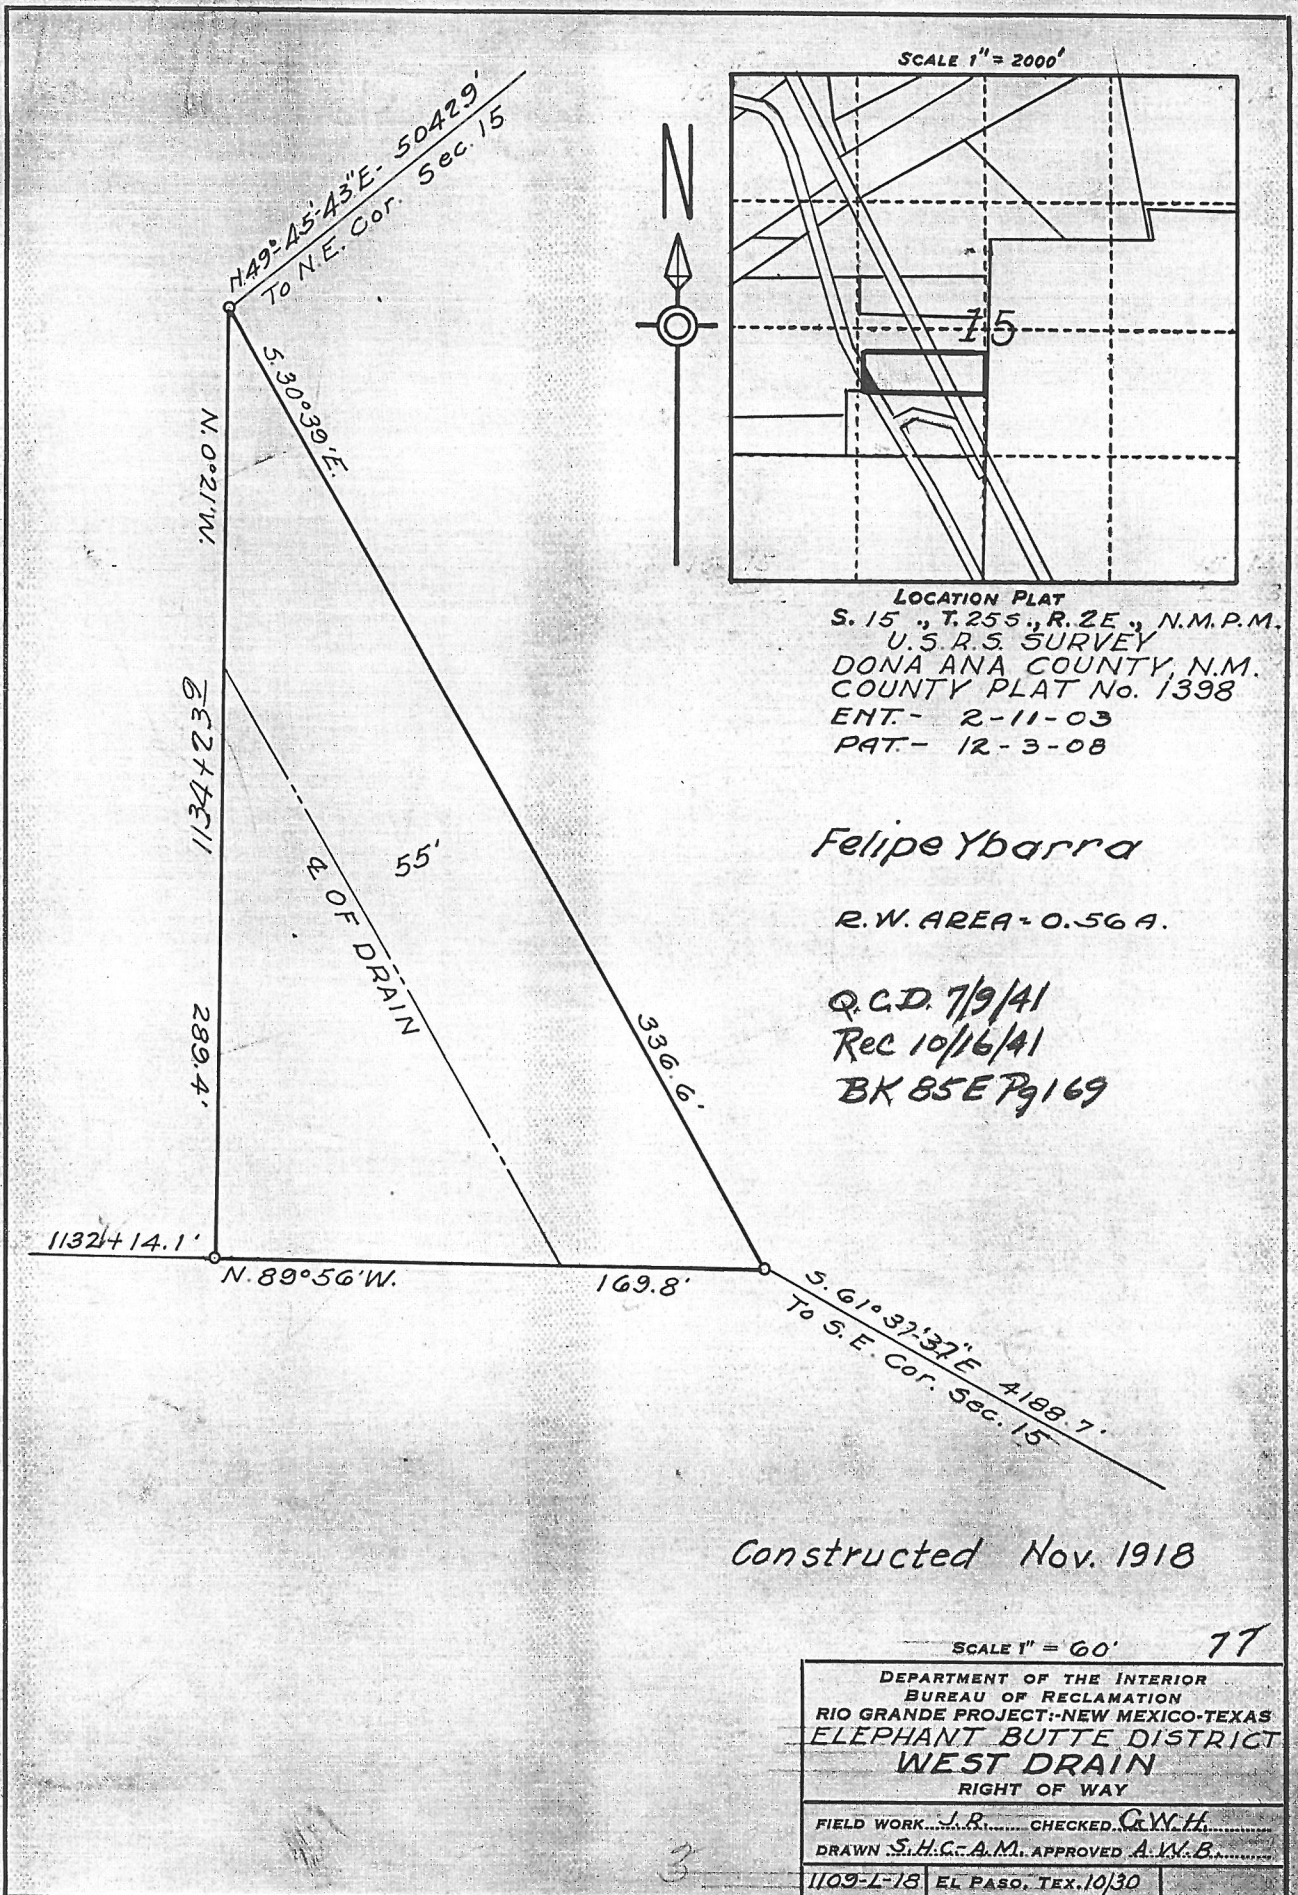 SCALE 1" = 2000'
N
N.49°-45'-43"E- 5042.9'
To N.E. Cor. Sec. 15
S. 30°39'E.
N. 0°21'W.
15
LOCATION PLAT
S. 15 ., T. 25 S., R. 2E ., N.M.P.M.
U.S.R.S. SURVEY
DONA ANA COUNTY, N.M.
COUNTY PLAT No. 1398
ENT.- 2-11-03
PAT.- 12-3-08
1134+23.9
55'
℄ OF DRAIN
Felipe Ybarra
R.W. AREA = 0.56 A.
Q.C.D. 7/9/41
Rec 10/16/41
BK 85E Pg 169
289.4'
336.6'
1132+14.1'
N. 89°56'W.
169.8'
S. 61°37'-37"E 4188.7'
To S.E. Cor. Sec. 15
Constructed Nov. 1918
SCALE 1" = 60'
77
DEPARTMENT OF THE INTERIOR
BUREAU OF RECLAMATION
RIO GRANDE PROJECT:-NEW MEXICO-TEXAS
ELEPHANT BUTTE DISTRICT
WEST DRAIN
RIGHT OF WAY
FIELD WORK...J.R...... CHECKED..G.W.H.
DRAWN .S.H.C.-A.M. APPROVED A.W.B.
1109-L-18 EL PASO, TEX. 10/30
3